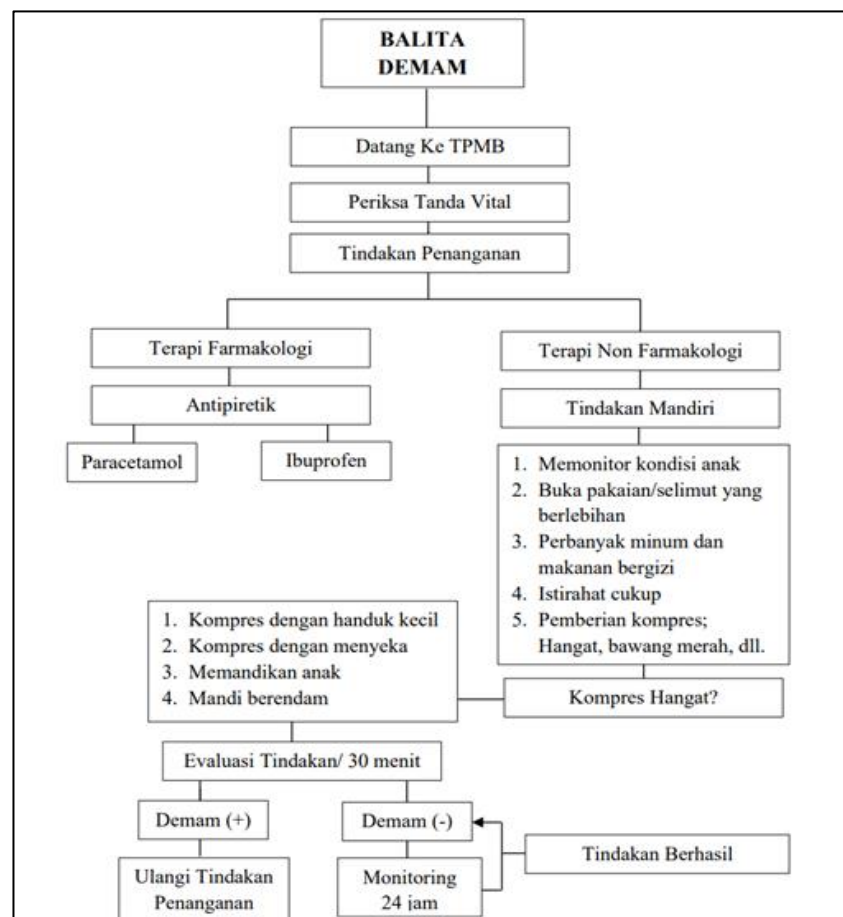 BALITA
DEMAM
Datang Ke TPMB
Periksa Tanda Vital
Tindakan Penanganan
Terapi Farmakologi
Terapi Non Farmakologi
Antipiretik
Tindakan Mandiri
Paracetamol
Ibuprofen
1. Memonitor kondisi anak
2. Buka pakaian/selimut yang
berlebihan
3. Perbanyak minum dan
makanan bergizi
4. Istirahat cukup
5. Pemberian kompres;
Hangat, bawang merah, dll.
1. Kompres dengan handuk kecil
2. Kompres dengan menyeka
3. Memandikan anak
4. Mandi berendam
Kompres Hangat?
Evaluasi Tindakan/ 30 menit
Demam (+)
Demam (-)
Tindakan Berhasil
Ulangi Tindakan
Penanganan
Monitoring
24 jam